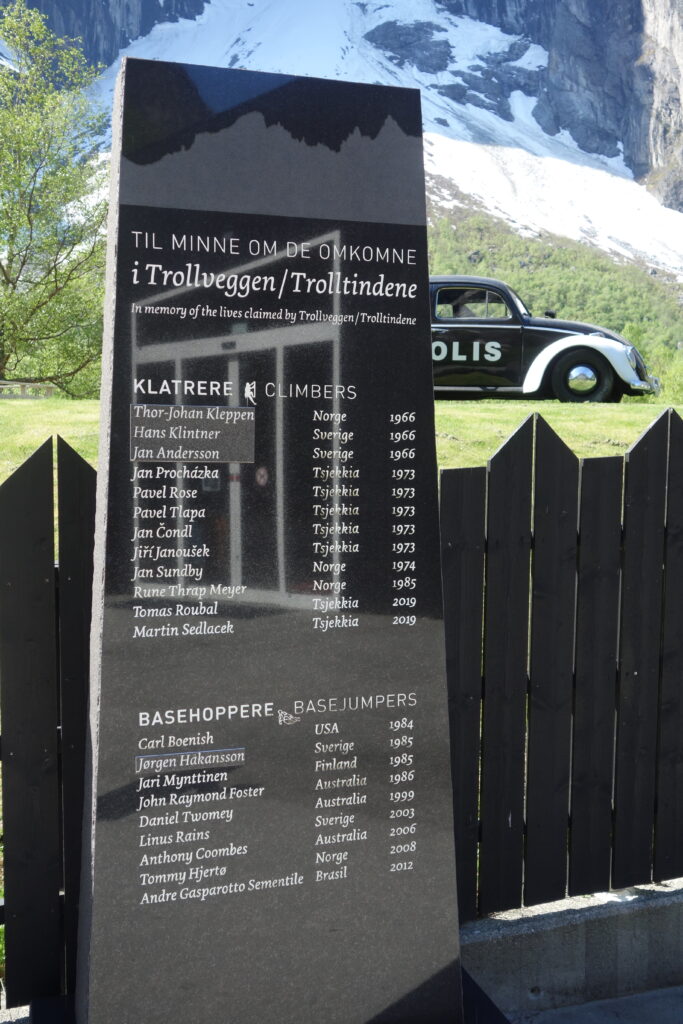 TIL MINNE OM DE OMKOMNE
i Trollveggen/Trolltindene
In memory of the lives claimed by Trollveggen/Trolltindene
OLIS
KLATRERE CLIMBERS
Thor-Johan Kleppen Norge 1966
Hans Klintner Sverige 1966
Jan Andersson Sverige 1966
Jan Procházka Tsjekkia 1973
Pavel Rose Tsjekkia 1973
Pavel Tlapa Tsjekkia 1973
Jan Čondl Tsjekkia 1973
Jiří Janoušek Tsjekkia 1973
Jan Sundby Norge 1974
Rune Thrap Meyer Norge 1985
Tomas Roubal Tsjekkia 2019
Martin Sedlacek Tsjekkia 2019
BASEHOPPERE BASEJUMPERS
Carl Boenish USA 1984
Jørgen Håkansson Sverige 1985
Jari Mynttinen Finland 1985
John Raymond Foster Australia 1986
Daniel Twomey Australia 1999
Linus Rains Sverige 2003
Anthony Coombes Australia 2006
Tommy Hjertø Norge 2008
Andre Gasparotto Sementile Brasil 2012